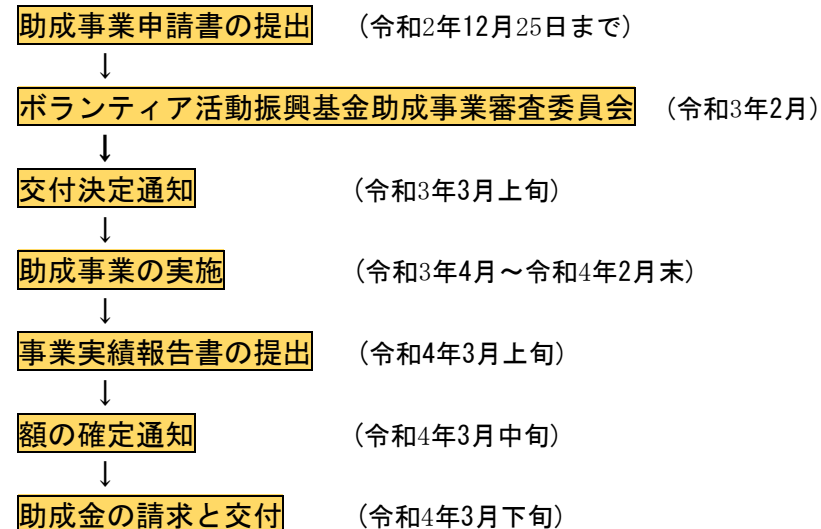 助成事業申請書の提出 （令和2年12月25日まで）
↓
ボランティア活動振興基金助成事業審査委員会 （令和3年2月）
↓
交付決定通知 （令和3年3月上旬）
↓
助成事業の実施 （令和3年4月～令和4年2月末）
↓
事業実績報告書の提出 （令和4年3月上旬）
↓
額の確定通知 （令和4年3月中旬）
↓
助成金の請求と交付 （令和4年3月下旬）